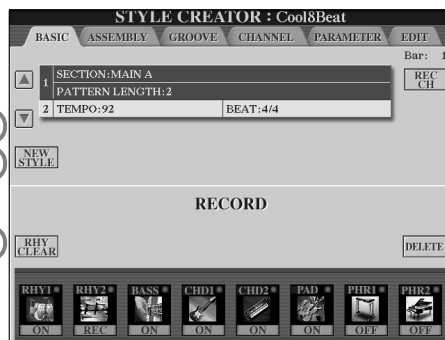 STYLE CREATOR : Cool8Beat
BASIC ASSEMBLY GROOVE CHANNEL PARAMETER EDIT
Bar: 1
1 SECTION:MAIN A
PATTERN LENGTH:2
REC CH
2 TEMPO:92 BEAT:4/4
NEW STYLE
RECORD
RHY CLEAR
DELETE
RHY1 RHY2 BASS CHD1 CHD2 PAD PHR1 PHR2
ON REC ON ON ON ON OFF OFF